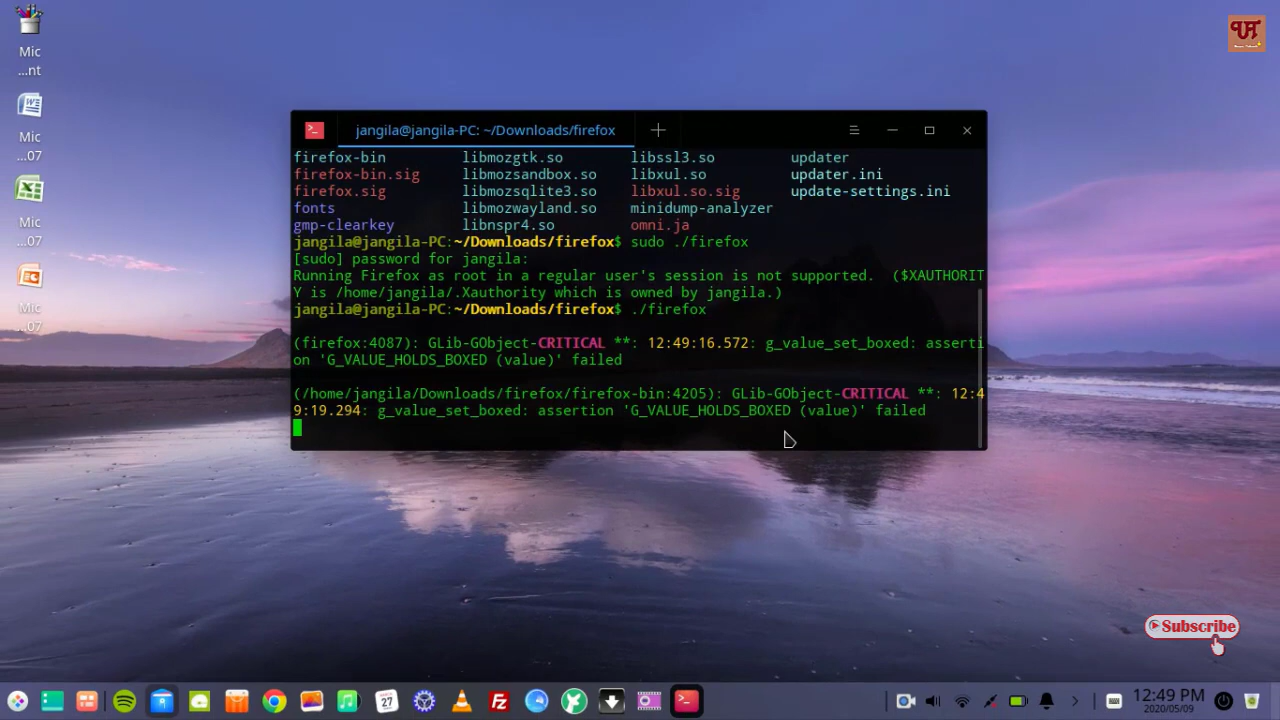 Mic
...nt
Mic
...07
Mic
...07
Mic
...07
jangila@jangila-PC: ~/Downloads/firefox
firefox-bin libmozgtk.so libssl3.so updater
firefox-bin.sig libmozsandbox.so libxul.so updater.ini
firefox.sig libmozsqlite3.so libxul.so.sig update-settings.ini
fonts libmozwayland.so minidump-analyzer
gmp-clearkey libnspr4.so omni.ja
jangila@jangila-PC:~/Downloads/firefox$ sudo ./firefox
[sudo] password for jangila:
Running Firefox as root in a regular user's session is not supported.  ($XAUTHORIT
Y is /home/jangila/.Xauthority which is owned by jangila.)
jangila@jangila-PC:~/Downloads/firefox$ ./firefox
(firefox:4087): GLib-GObject-CRITICAL **: 12:49:16.572: g_value_set_boxed: asserti
on 'G_VALUE_HOLDS_BOXED (value)' failed
(/home/jangila/Downloads/firefox/firefox-bin:4205): GLib-GObject-CRITICAL **: 12:4
9:19.294: g_value_set_boxed: assertion 'G_VALUE_HOLDS_BOXED (value)' failed
Subscribe
27
12:49 PM
2020/05/09